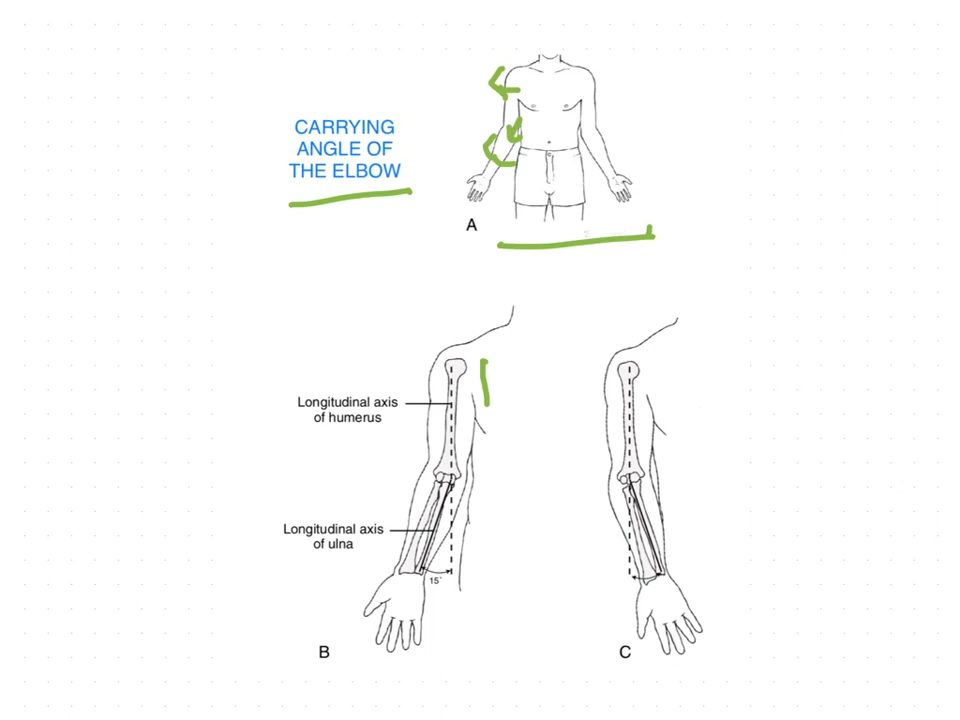 CARRYING
ANGLE OF
THE ELBOW
A
Longitudinal axis
of humerus
Longitudinal axis
of ulna
15°
B
C